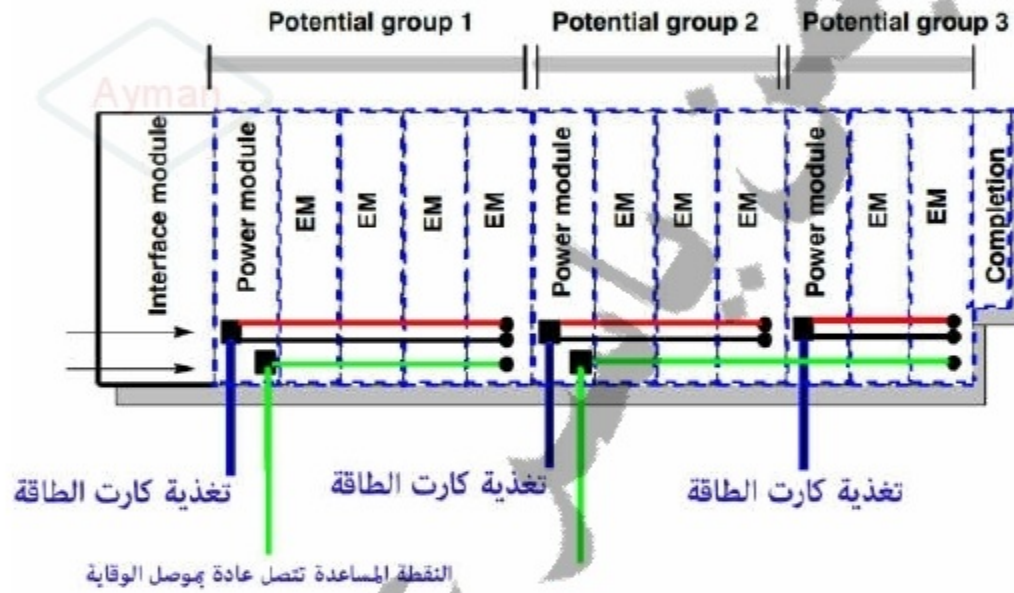 Potential group 1 Potential group 2 Potential group 3
Ayman
Interface module
Power module
EM
EM
EM
EM
Power module
EM
EM
EM
Power module
EM
EM
Completion
تغذية كارت الطاقة
تغذية كارت الطاقة
تغذية كارت الطاقة
النقطة المساعدة تتصل عادة بموصل الوقاية